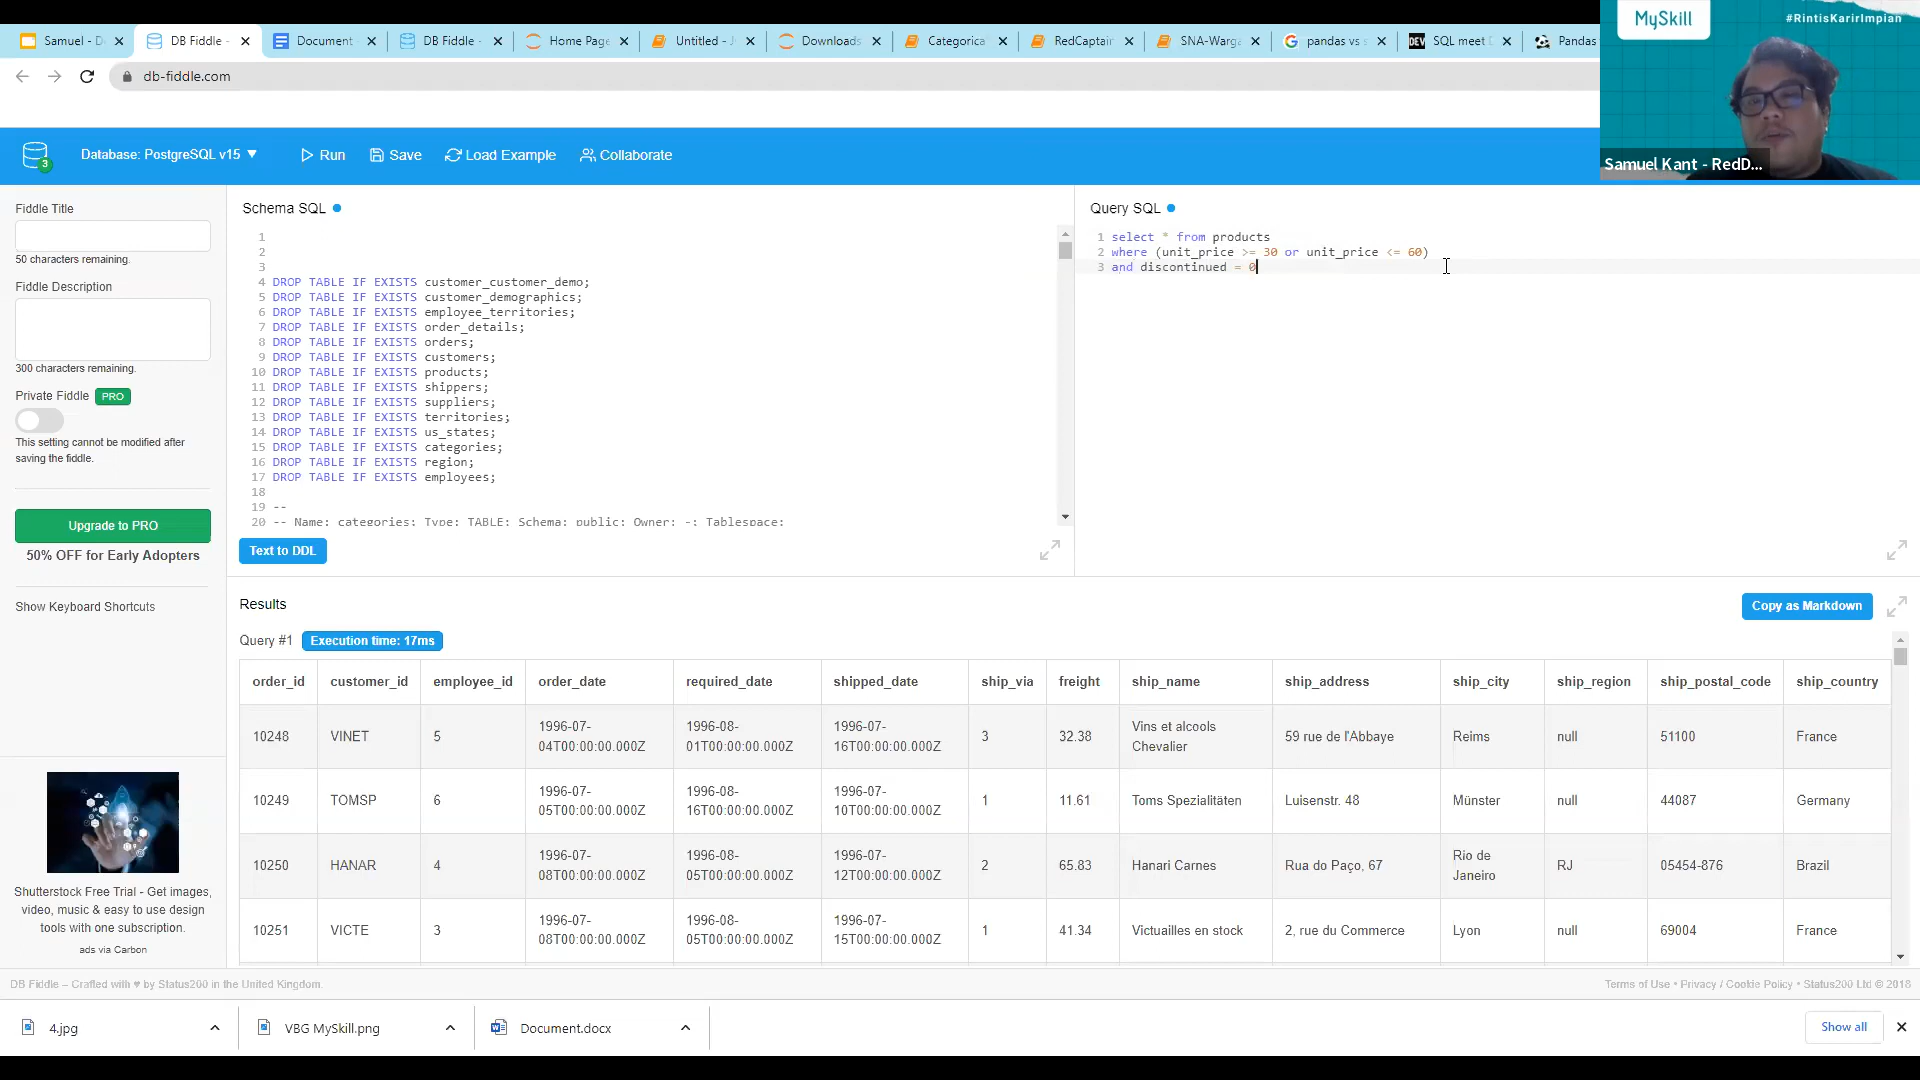 MySkill
#RintisKarirImpian
Samuel - D
DB Fiddle -
Document
DB Fiddle -
Home Page
Untitled - J
Downloads
Categorica
RedCaptain
SNA-Warga
pandas vs s
DEV
SQL meet
Pandas
db-fiddle.com
Samuel Kant - RedD...
3
Database: PostgreSQL v15 ▼
Run
Save
Load Example
Collaborate
Fiddle Title
50 characters remaining.
Fiddle Description
300 characters remaining.
Private Fiddle PRO
This setting cannot be modified after
saving the fiddle.
Upgrade to PRO
50% OFF for Early Adopters
Show Keyboard Shortcuts
Shutterstock Free Trial - Get images,
video, music & easy to use design
tools with one subscription.
ads via Carbon
Schema SQL
1
2
3
4 DROP TABLE IF EXISTS customer_customer_demo;
5 DROP TABLE IF EXISTS customer_demographics;
6 DROP TABLE IF EXISTS employee_territories;
7 DROP TABLE IF EXISTS order_details;
8 DROP TABLE IF EXISTS orders;
9 DROP TABLE IF EXISTS customers;
10 DROP TABLE IF EXISTS products;
11 DROP TABLE IF EXISTS shippers;
12 DROP TABLE IF EXISTS suppliers;
13 DROP TABLE IF EXISTS territories;
14 DROP TABLE IF EXISTS us_states;
15 DROP TABLE IF EXISTS categories;
16 DROP TABLE IF EXISTS region;
17 DROP TABLE IF EXISTS employees;
18
19 --
20 -- Name: categories; Type: TABLE; Schema: public; Owner: -; Tablespace:
Text to DDL
Query SQL
1 select * from products
2 where (unit_price >= 30 or unit_price <= 60)
3 and discontinued = 0
Results
Copy as Markdown
Query #1 Execution time: 17ms
order_id customer_id employee_id order_date required_date shipped_date ship_via freight ship_name ship_address ship_city ship_region ship_postal_code ship_country
10248 VINET 5 1996-07-04T00:00:00.000Z 1996-08-01T00:00:00.000Z 1996-07-16T00:00:00.000Z 3 32.38 Vins et alcools Chevalier 59 rue de l'Abbaye Reims null 51100 France
10249 TOMSP 6 1996-07-05T00:00:00.000Z 1996-08-16T00:00:00.000Z 1996-07-10T00:00:00.000Z 1 11.61 Toms Spezialitäten Luisenstr. 48 Münster null 44087 Germany
10250 HANAR 4 1996-07-08T00:00:00.000Z 1996-08-05T00:00:00.000Z 1996-07-12T00:00:00.000Z 2 65.83 Hanari Carnes Rua do Paço, 67 Rio de Janeiro RJ 05454-876 Brazil
10251 VICTE 3 1996-07-08T00:00:00.000Z 1996-08-05T00:00:00.000Z 1996-07-15T00:00:00.000Z 1 41.34 Victuailles en stock 2, rue du Commerce Lyon null 69004 France
DB Fiddle – Crafted with ♥ by Status200 in the United Kingdom.
Terms of Use • Privacy / Cookie Policy • Status200 Ltd © 2018
4.jpg
VBG MySkill.png
Document.docx
Show all